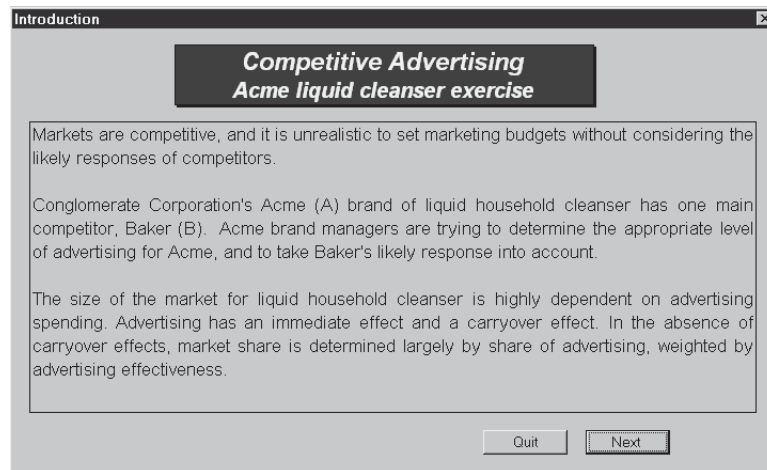 Introduction
Competitive Advertising
Acme liquid cleanser exercise
Markets are competitive, and it is unrealistic to set marketing budgets without considering the
likely responses of competitors.
Conglomerate Corporation's Acme (A) brand of liquid household cleanser has one main
competitor, Baker (B). Acme brand managers are trying to determine the appropriate level
of advertising for Acme, and to take Baker's likely response into account.
The size of the market for liquid household cleanser is highly dependent on advertising
spending. Advertising has an immediate effect and a carryover effect. In the absence of
carryover effects, market share is determined largely by share of advertising, weighted by
advertising effectiveness.
Quit Next